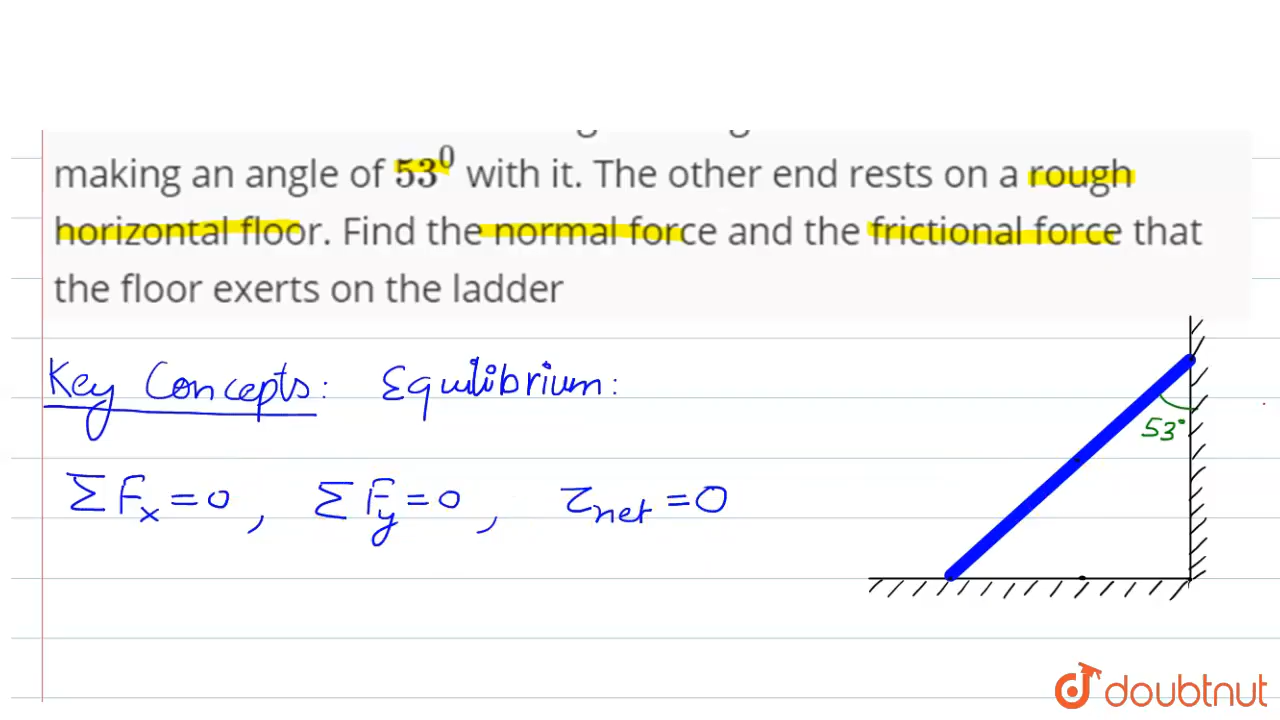 making an angle of 53⁰ with it. The other end rests on a rough
horizontal floor. Find the normal force and the frictional force that
the floor exerts on the ladder
Key Concepts: Equilibrium:
ΣFx = 0, ΣFy = 0, τnet = 0
53°
doubtnut